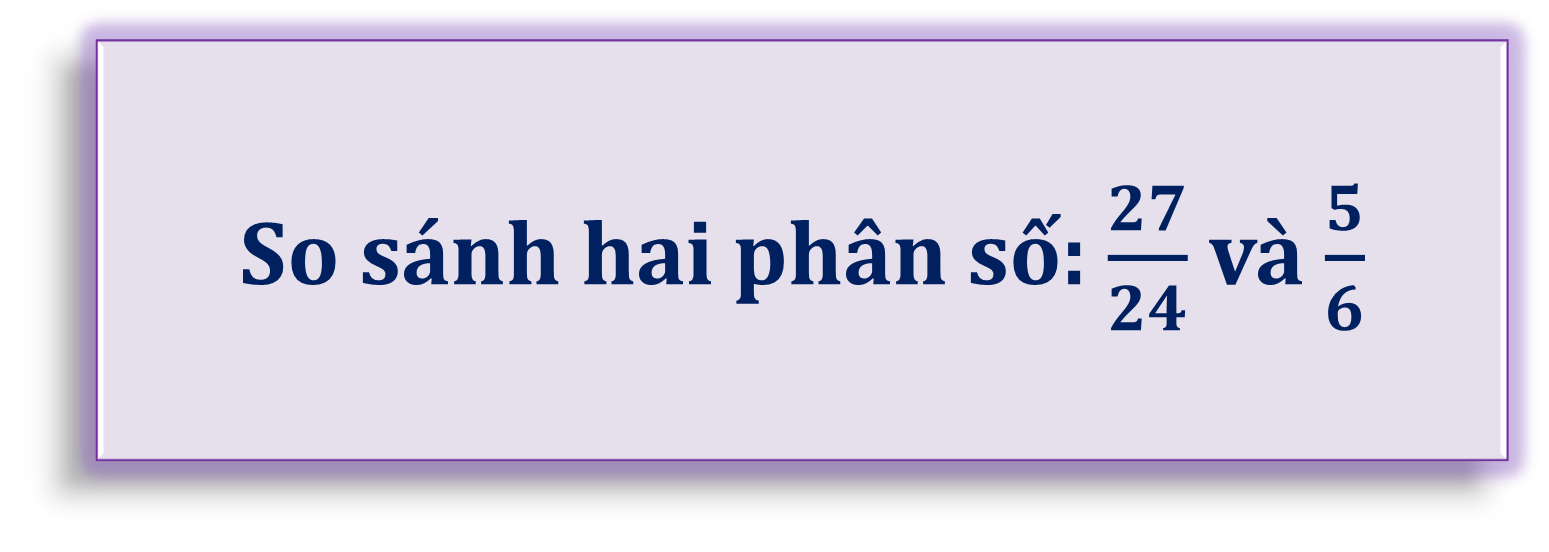 So sánh hai phân số: 27/24 và 5/6